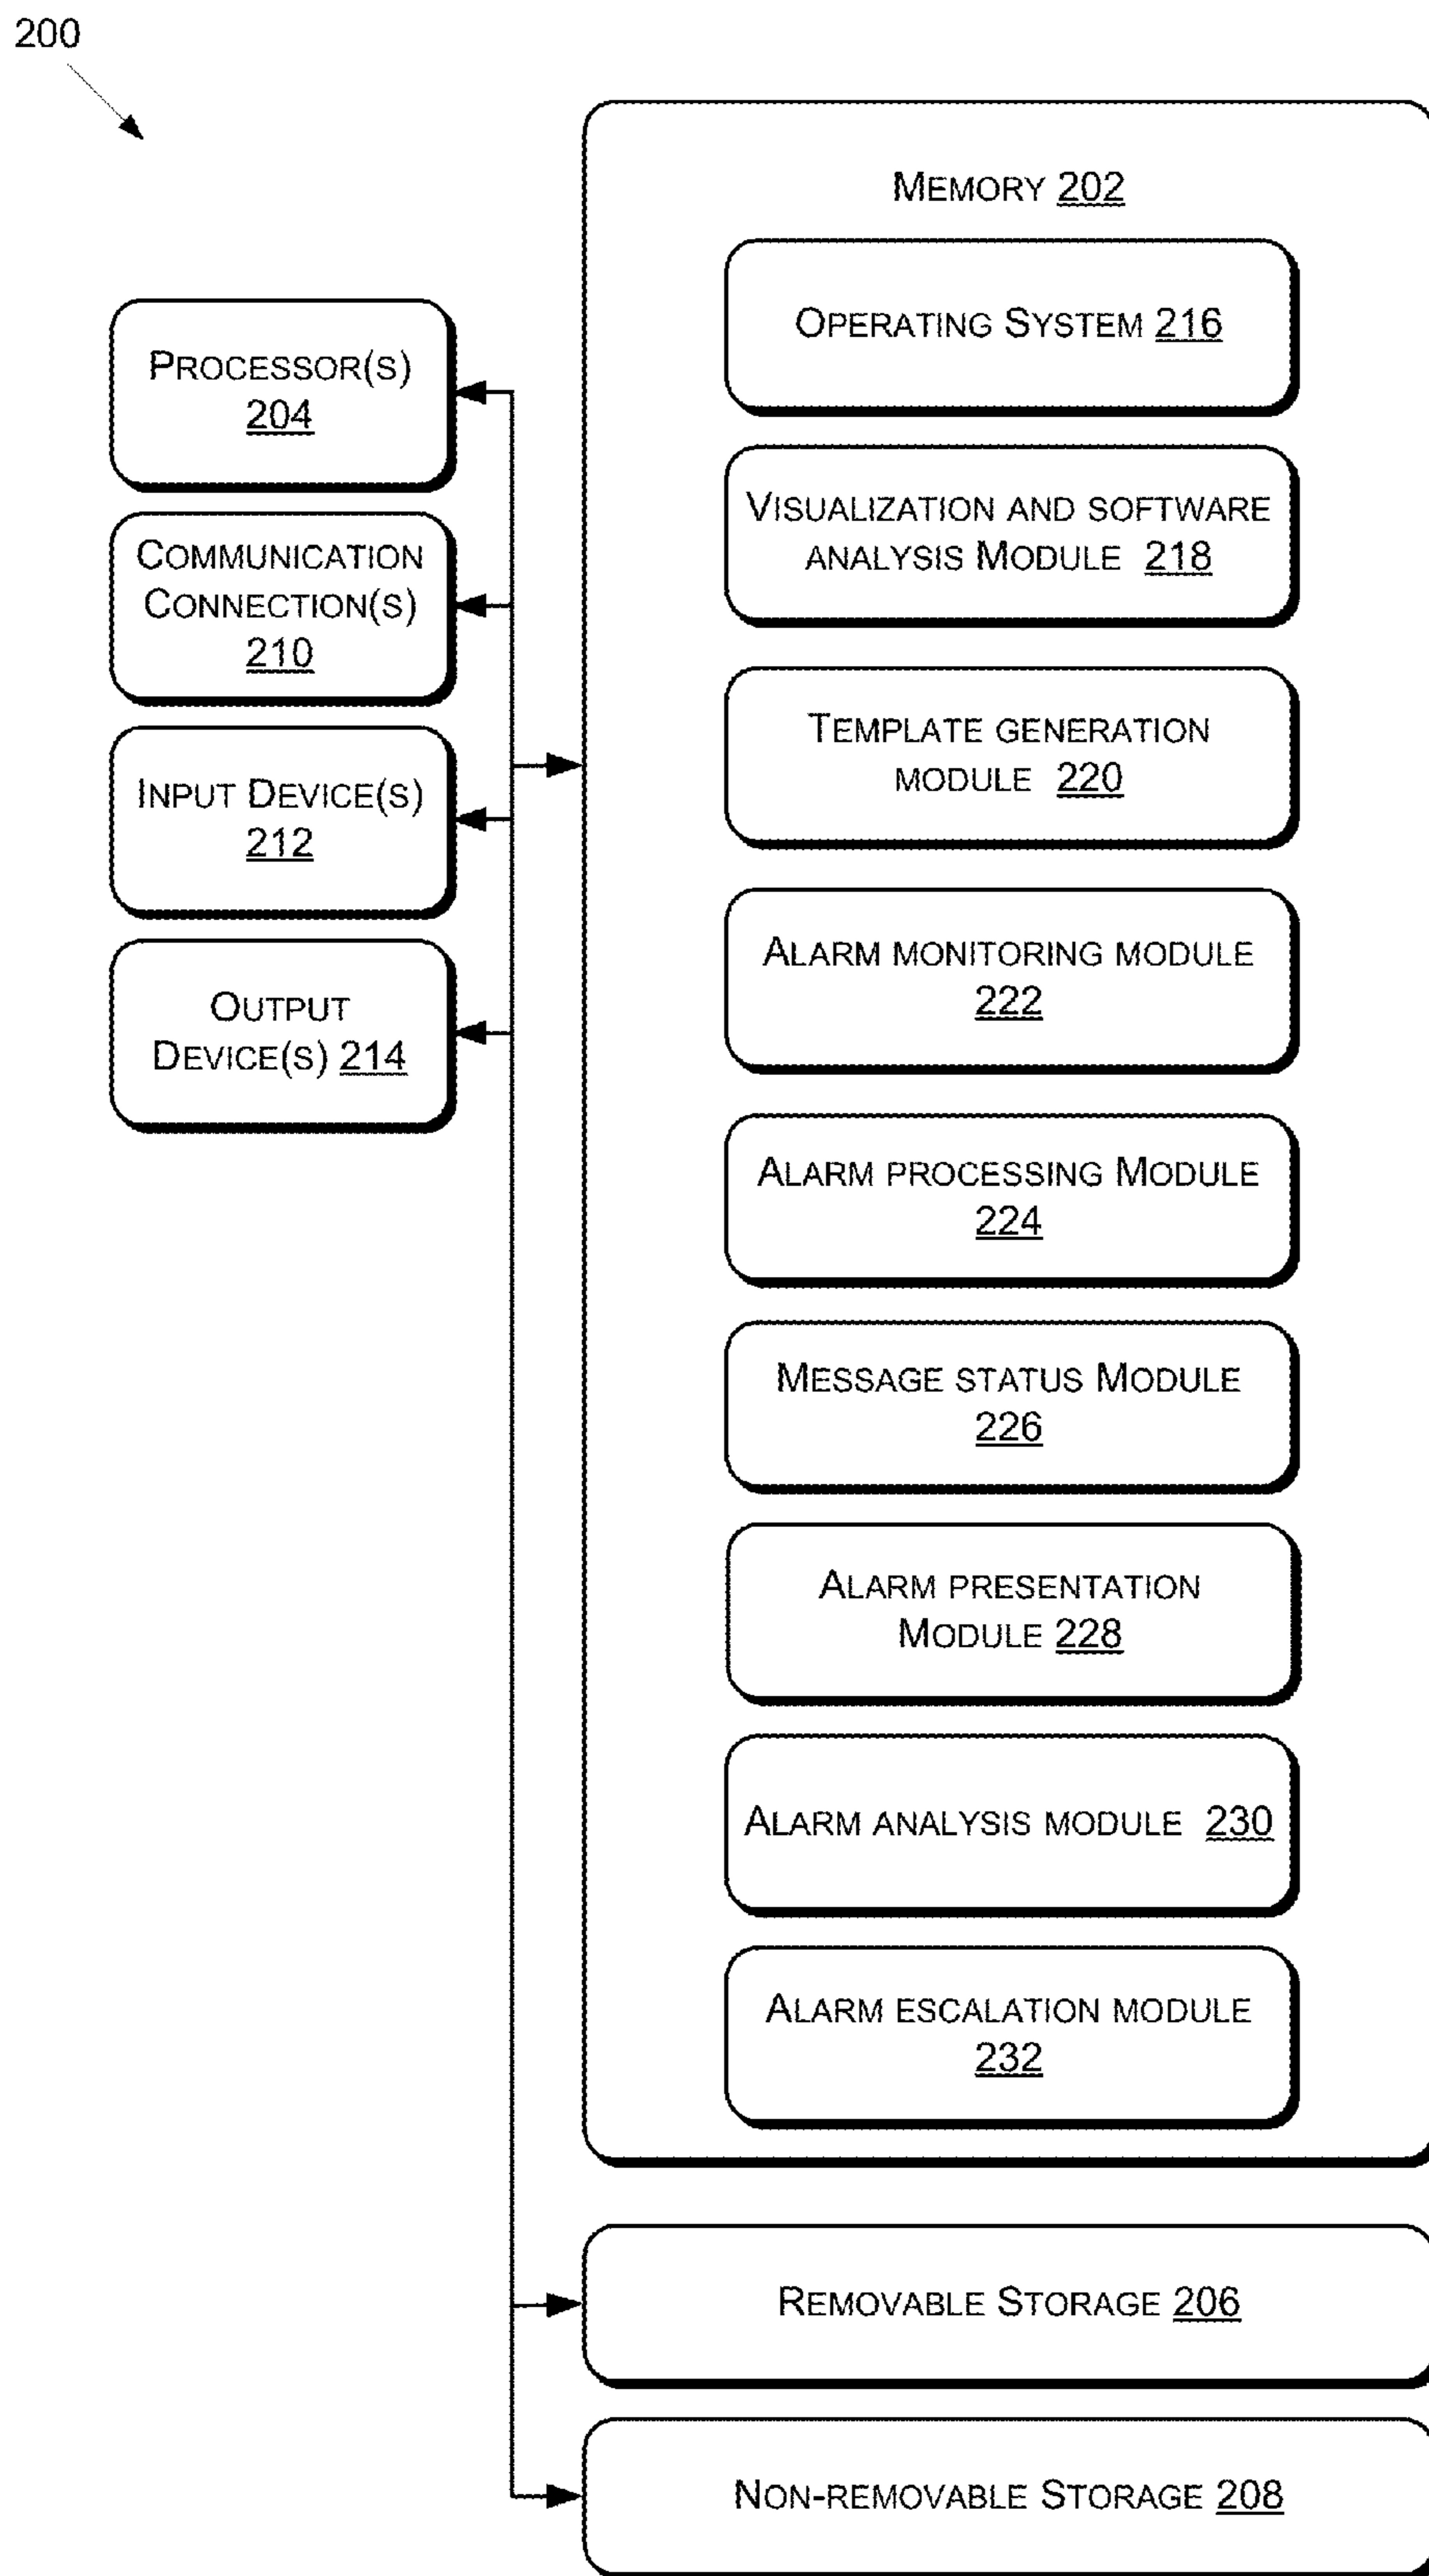 200
Memory 202
Operating System 216
Processor(s)
204
Visualization and software
analysis Module 218
Communication
Connection(s)
210
Template generation
module 220
Input Device(s)
212
Alarm monitoring module
222
Output
Device(s) 214
Alarm processing Module
224
Message status Module
226
Alarm presentation
Module 228
Alarm analysis module 230
Alarm escalation module
232
Removable Storage 206
Non-removable Storage 208